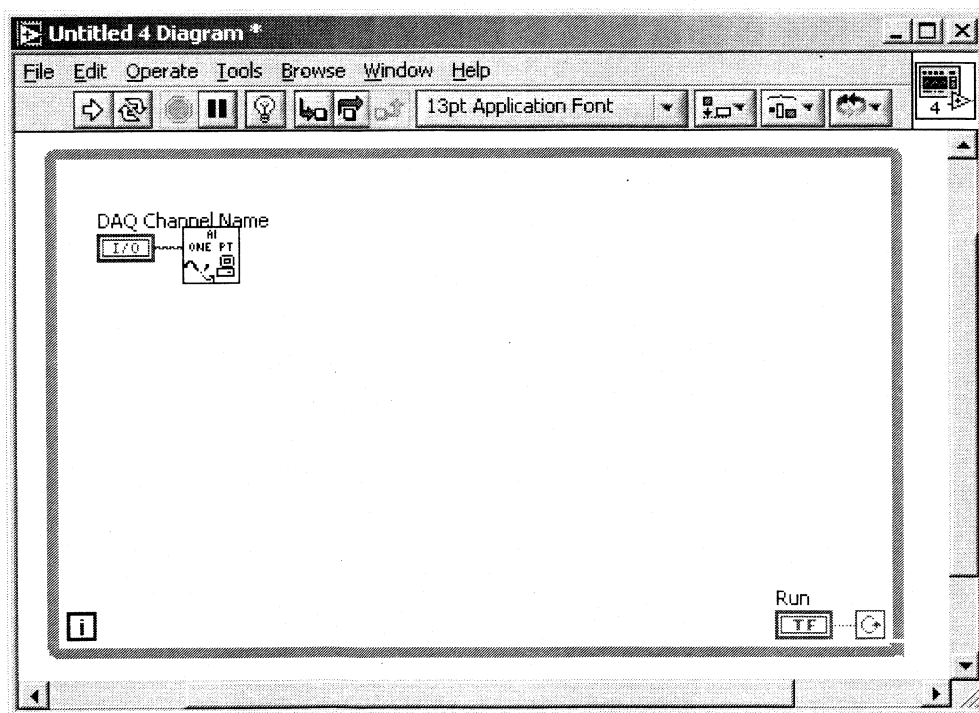 Untitled 4 Diagram *
File Edit Operate Tools Browse Window Help
13pt Application Font
4
DAQ Channel Name
I/O
AI
ONE PT
Run
TF
i